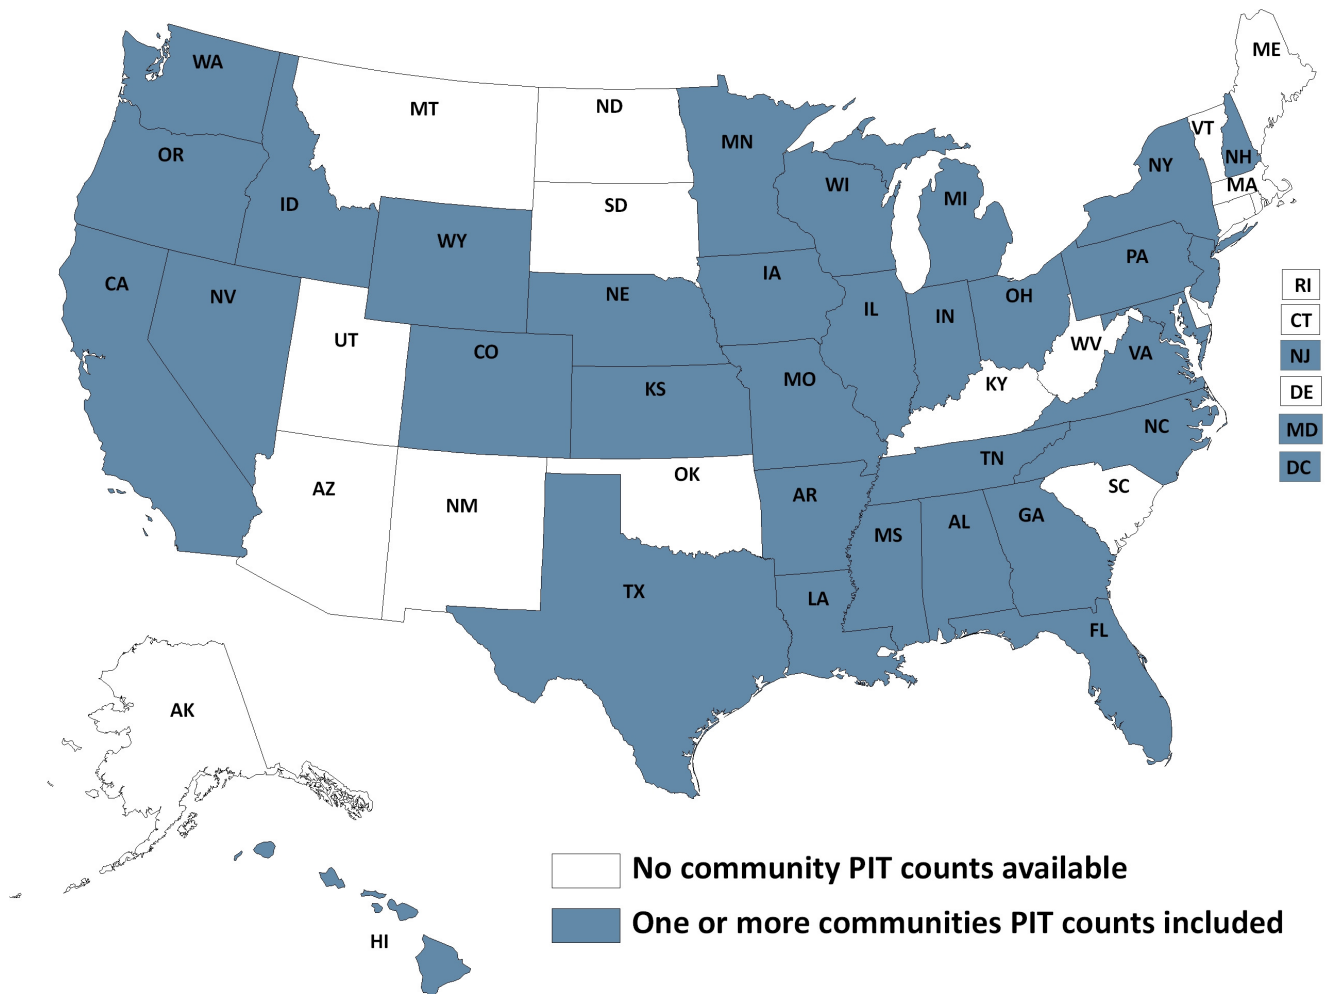 ME
WA
MT
ND
VT
MN
OR
NH
NY
WI
MA
MI
ID
SD
WY
PA
IA
CA
RI
NV
NE
OH
IL
IN
CT
UT
WV
CO
VA
NJ
MO
KY
KS
DE
NC
MD
TN
DC
OK
AZ
SC
AR
NM
GA
AL
MS
TX
LA
FL
AK
No community PIT counts available
One or more communities PIT counts included
HI